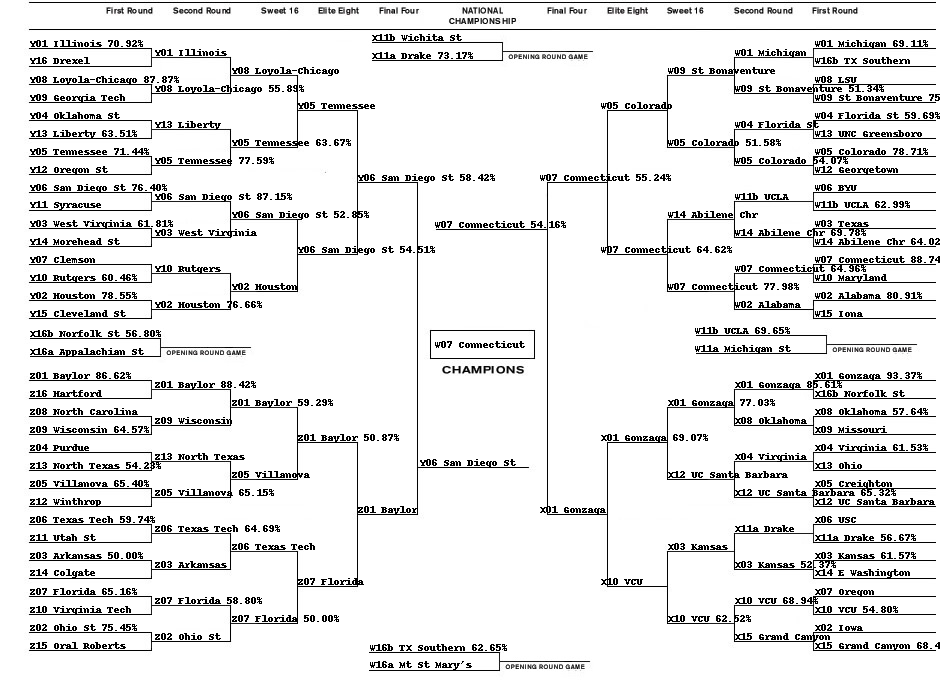 First Round Second Round Sweet 16 Elite Eight Final Four NATIONAL CHAMPIONSHIP Final Four Elite Eight Sweet 16 Second Round First Round
X11b Wichita St
X11a Drake 73.17%
OPENING ROUND GAME
Y01 Illinois 70.92%
Y16 Drexel
Y08 Loyola-Chicago 87.87%
Y09 Georgia Tech
Y04 Oklahoma St
Y13 Liberty 63.51%
Y05 Tennessee 71.44%
Y12 Oregon St
Y06 San Diego St 76.40%
Y11 Syracuse
Y03 West Virginia 61.81%
Y14 Morehead St
Y07 Clemson
Y10 Rutgers 60.46%
Y02 Houston 78.55%
Y15 Cleveland St
Y01 Illinois
Y08 Loyola-Chicago 55.89%
Y13 Liberty
Y05 Tennessee 77.59%
Y06 San Diego St 87.15%
Y03 West Virginia
Y10 Rutgers
Y02 Houston 76.66%
Y08 Loyola-Chicago
Y05 Tennessee 63.67%
Y06 San Diego St 52.85%
Y02 Houston
Y05 Tennessee
Y06 San Diego St 54.51%
Y06 San Diego St 58.42%
X16b Norfolk St 56.80%
X16a Appalachian St
OPENING ROUND GAME
Z01 Baylor 86.62%
Z16 Hartford
Z08 North Carolina
Z09 Wisconsin 64.57%
Z04 Purdue
Z13 North Texas 54.23%
Z05 Villanova 65.40%
Z12 Winthrop
Z06 Texas Tech 59.74%
Z11 Utah St
Z03 Arkansas 50.00%
Z14 Colgate
Z07 Florida 65.16%
Z10 Virginia Tech
Z02 Ohio St 75.45%
Z15 Oral Roberts
Z01 Baylor 88.42%
Z09 Wisconsin
Z13 North Texas
Z05 Villanova 65.15%
Z06 Texas Tech 64.69%
Z03 Arkansas
Z07 Florida 58.80%
Z02 Ohio St
Z01 Baylor 59.29%
Z05 Villanova
Z06 Texas Tech
Z07 Florida 50.00%
Z01 Baylor 50.87%
Z07 Florida
Z01 Baylor
W07 Connecticut 54.16%
W07 Connecticut
CHAMPIONS
Y06 San Diego St
W07 Connecticut 55.24%
W05 Colorado
W07 Connecticut 64.62%
W09 St Bonaventure
W05 Colorado 51.58%
W14 Abilene Chr
W07 Connecticut 77.98%
W01 Michigan
W09 St Bonaventure 51.34%
W04 Florida St
W05 Colorado 54.07%
W11b UCLA
W14 Abilene Chr 69.78%
W07 Connecticut 64.96%
W02 Alabama
W01 Michigan 69.11%
W16b TX Southern
W08 LSU
W09 St Bonaventure 75
W04 Florida St 59.69%
W13 UNC Greensboro
W05 Colorado 78.71%
W12 Georgetown
W06 BYU
W11b UCLA 62.99%
W03 Texas
W14 Abilene Chr 64.02
W07 Connecticut 88.74
W10 Maryland
W02 Alabama 80.91%
W15 Iona
W11b UCLA 69.65%
W11a Michigan St
OPENING ROUND GAME
X01 Gonzaga
X01 Gonzaga 69.07%
X10 VCU
X01 Gonzaga 77.03%
X12 UC Santa Barbara
X03 Kansas
X10 VCU 62.52%
X01 Gonzaga 85.61%
X08 Oklahoma
X04 Virginia
X12 UC Santa Barbara 65.32%
X11a Drake
X03 Kansas 52.37%
X10 VCU 68.94%
X15 Grand Canyon
X01 Gonzaga 93.37%
X16b Norfolk St
X08 Oklahoma 57.64%
X09 Missouri
X04 Virginia 61.53%
X13 Ohio
X05 Creighton
X12 UC Santa Barbara
X06 USC
X11a Drake 56.67%
X03 Kansas 61.57%
X14 E Washington
X07 Oregon
X10 VCU 54.80%
X02 Iowa
X15 Grand Canyon 68.4
W16b TX Southern 62.65%
W16a Mt St Mary's
OPENING ROUND GAME